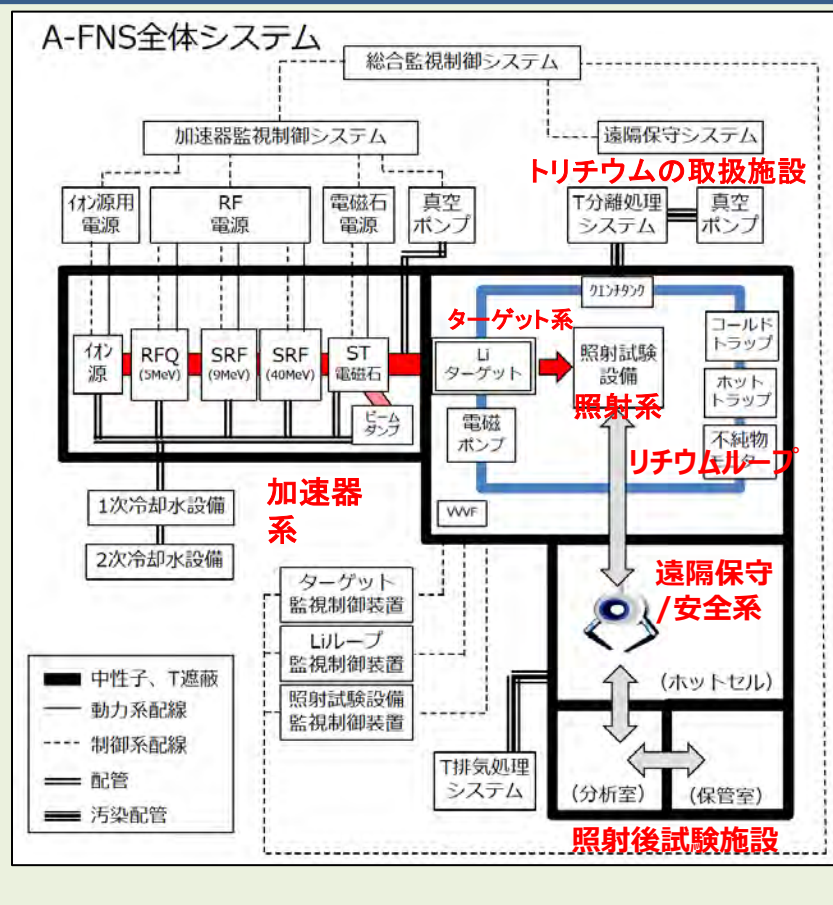 A-FNS全体システム
総合監視制御システム
加速器監視制御システム
遠隔保守システム
トリチウムの取扱施設
イオン源用
電源
RF
電源
電磁石
電源
真空
ポンプ
T分離処理
システム
真空
ポンプ
クエンチタンク
ターゲット系
イオン
源
RFQ
(5MeV)
SRF
(9MeV)
SRF
(40MeV)
ST
電磁石
Li
ターゲット
照射試験
設備
照射系
コールド
トラップ
ホット
トラップ
不純物
モニター
ビーム
ダンプ
電磁
ポンプ
リチウムループ
VVVF
加速器
系
1次冷却水設備
2次冷却水設備
ターゲット
監視制御装置
Liループ
監視制御装置
照射試験設備
監視制御装置
遠隔保守
/安全系
(ホットセル)
T排気処理
システム
(分析室)
(保管室)
照射後試験施設
中性子、T遮蔽
動力系配線
制御系配線
配管
汚染配管